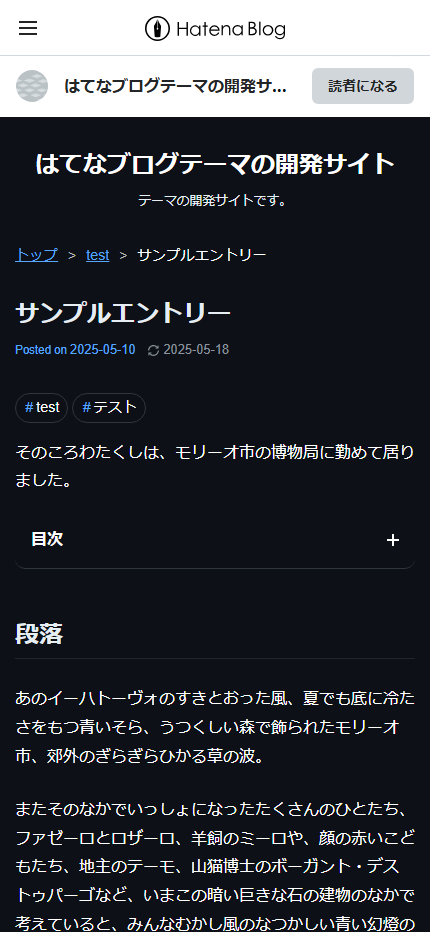 Hatena Blog
はてなブログテーマの開発サ...
読者になる
はてなブログテーマの開発サイト
テーマの開発サイトです。
トップ > test > サンプルエントリー
サンプルエントリー
Posted on 2025-05-10 2025-05-18
#test #テスト
そのころわたくしは、モリーオ市の博物局に勤めて居り
ました。
目次 +
段落
あのイーハトーヴォのすきとおった風、夏でも底に冷た
さをもつ青いそら、うつくしい森で飾られたモリーオ
市、郊外のぎらぎらひかる草の波。
またそのなかでいっしょになったたくさんのひとたち、
ファゼーロとロザーロ、羊飼のミーロや、顔の赤いこど
もたち、地主のテーモ、山猫博士のボーガント・デス
トゥパーゴなど、いまこの暗い巨きな石の建物のなかで
考えていると、みんなむかし風のなつかしい青い幻燈の